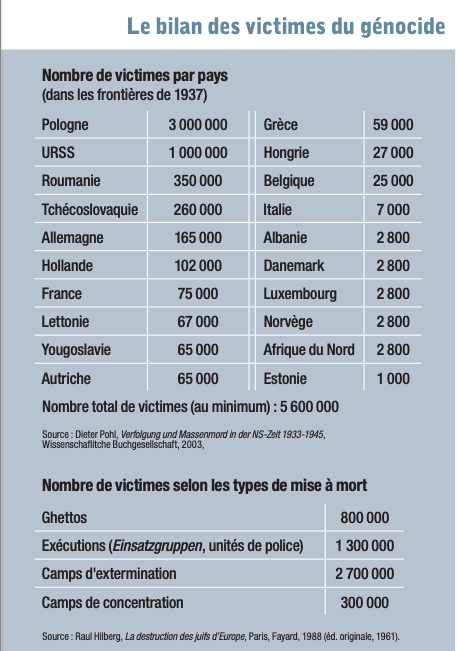 Le bilan des victimes du génocide
Nombre de victimes par pays
(dans les frontières de 1937)
Pologne 3 000 000 Grèce 59 000
URSS 1 000 000 Hongrie 27 000
Roumanie 350 000 Belgique 25 000
Tchécoslovaquie 260 000 Italie 7 000
Allemagne 165 000 Albanie 2 800
Hollande 102 000 Danemark 2 800
France 75 000 Luxembourg 2 800
Lettonie 67 000 Norvège 2 800
Yougoslavie 65 000 Afrique du Nord 2 800
Autriche 65 000 Estonie 1 000
Nombre total de victimes (au minimum) : 5 600 000
Source : Dieter Pohl, Verfolgung und Massenmord in der NS-Zeit 1933-1945,
Wissenschaflitche Buchgesellschaft, 2003,
Nombre de victimes selon les types de mise à mort
Ghettos 800 000
Exécutions (Einsatzgruppen, unités de police) 1 300 000
Camps d'extermination 2 700 000
Camps de concentration 300 000
Source : Raul Hilberg, La destruction des juifs d'Europe, Paris, Fayard, 1988 (éd. originale, 1961).